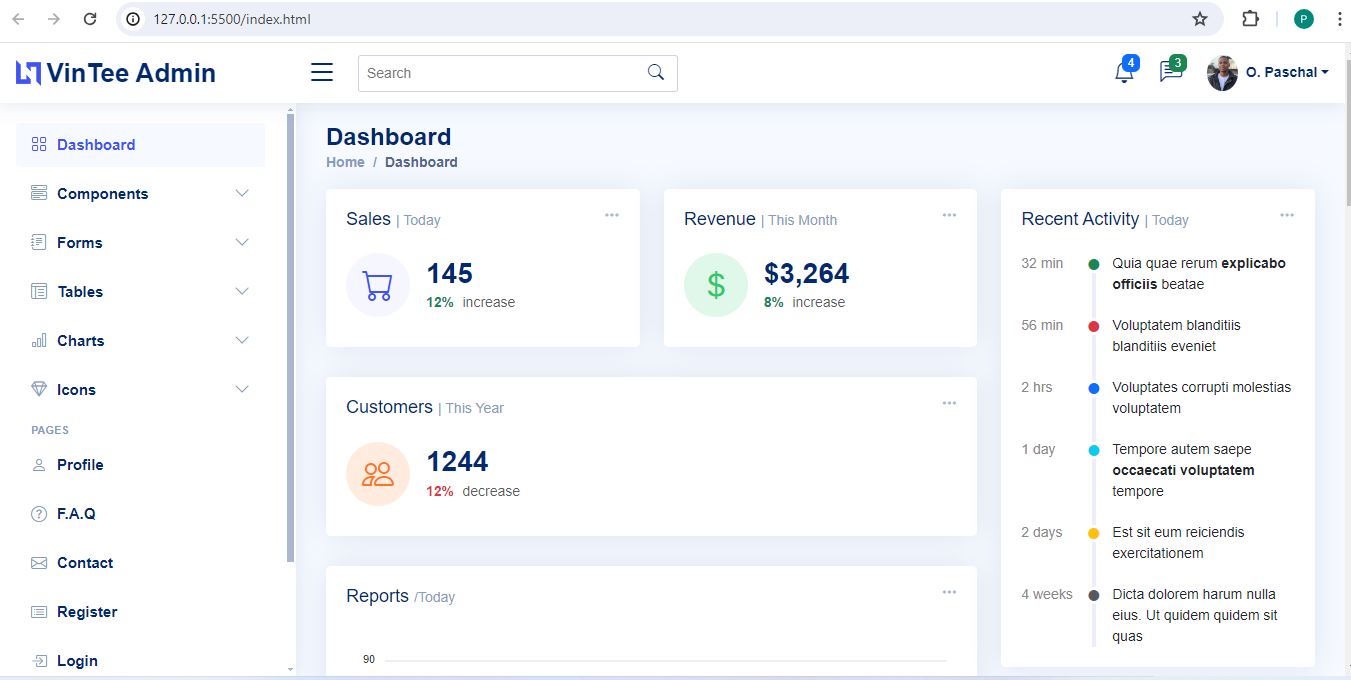 127.0.0.1:5500/index.html
P
VinTee Admin
Search
4
3
O. Paschal
Dashboard
Components
Forms
Tables
Charts
Icons
PAGES
Profile
F.A.Q
Contact
Register
Login
Dashboard
Home / Dashboard
Sales | Today
145
12% increase
Revenue | This Month
$
$3,264
8% increase
Customers | This Year
1244
12% decrease
Reports /Today
90
Recent Activity | Today
32 min
Quia quae rerum explicabo
officiis beatae
56 min
Voluptatem blanditiis
blanditiis eveniet
2 hrs
Voluptates corrupti molestias
voluptatem
1 day
Tempore autem saepe
occaecati voluptatem
tempore
2 days
Est sit eum reiciendis
exercitationem
4 weeks
Dicta dolorem harum nulla
eius. Ut quidem quidem sit
quas